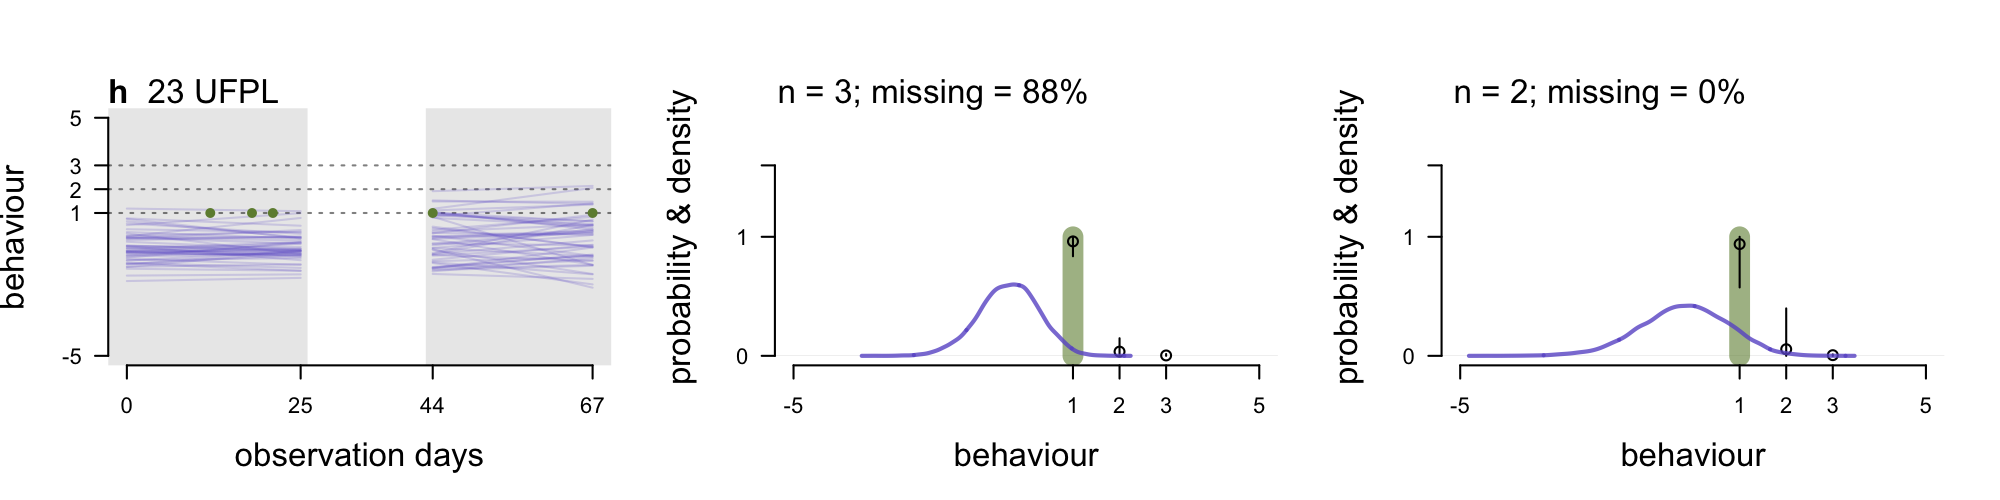 h 23 UFPL
behaviour
5
3
2
1
-5
0 25 44 67
observation days
n = 3; missing = 88%
probability & density
1
0
-5 1 2 3 5
behaviour
n = 2; missing = 0%
probability & density
1
0
-5 1 2 3 5
behaviour